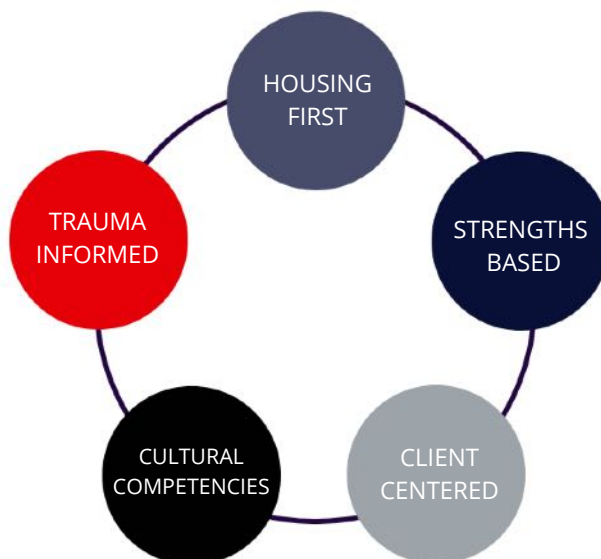 HOUSING
FIRST
STRENGTHS
BASED
CLIENT
CENTERED
CULTURAL
COMPETENCIES
TRAUMA
INFORMED